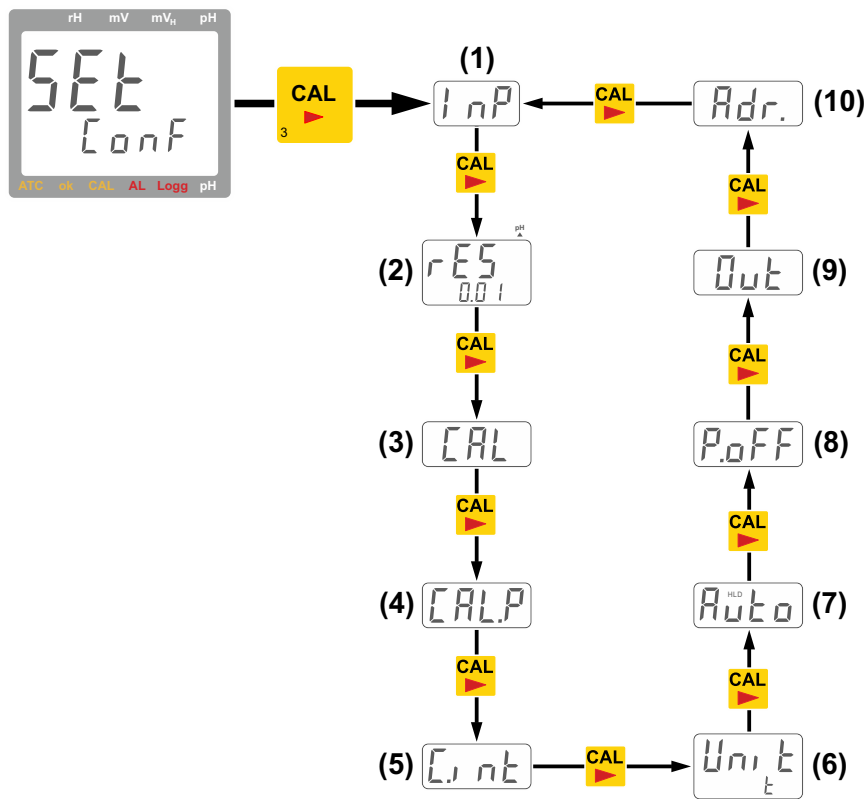 rH mV mVH pH
SEt
ConF
ATC ok CAL AL Logg pH
CAL
3
(1)
InP
CAL
Adr.
(10)
CAL
CAL
pH
(2)
rES
0.01
Out
(9)
CAL
CAL
(3)
CAL
P.oFF
(8)
CAL
CAL
(4)
CAL.P
HLD
Auto
(7)
CAL
CAL
(5)
C.int
CAL
Unit
t
(6)